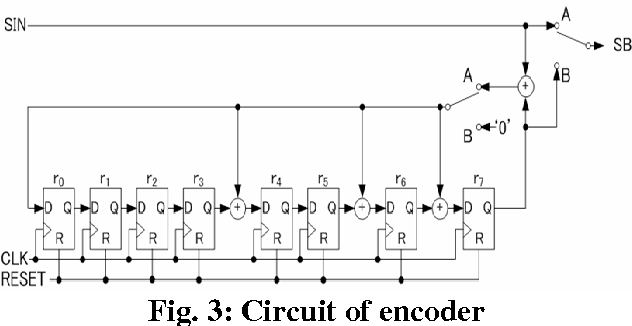 SIN
A
SB
A
B
B
'0'
r0 r1 r2 r3 r4 r5 r6 r7
D Q D Q D Q D Q D Q D Q D Q D Q
R R R R R R R R
CLK
RESET
Fig. 3: Circuit of encoder